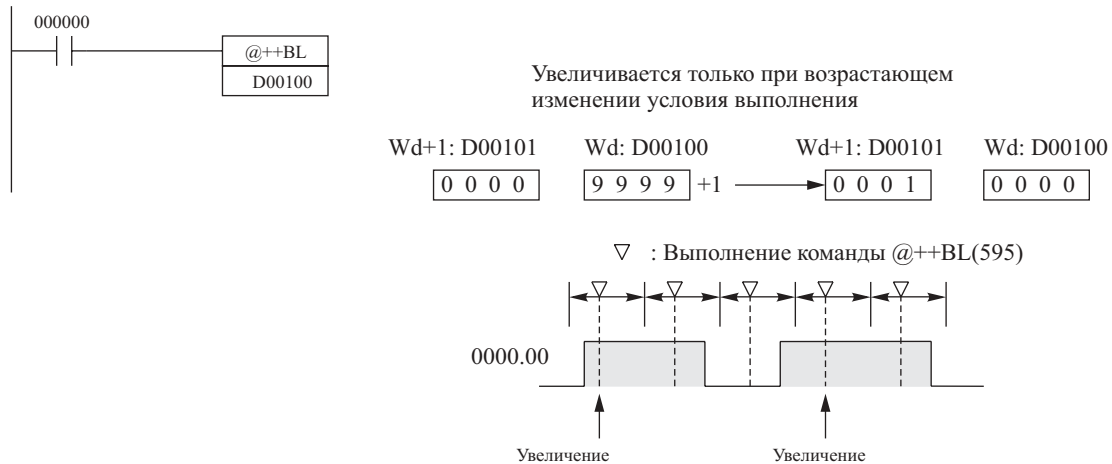 000000
@++BL
D00100
Увеличивается только при возрастающем
изменении условия выполнения
Wd+1: D00101 Wd: D00100 Wd+1: D00101 Wd: D00100
0 0 0 0 9 9 9 9 +1 0 0 0 1 0 0 0 0
: Выполнение команды @++BL(595)
0000.00
Увеличение Увеличение